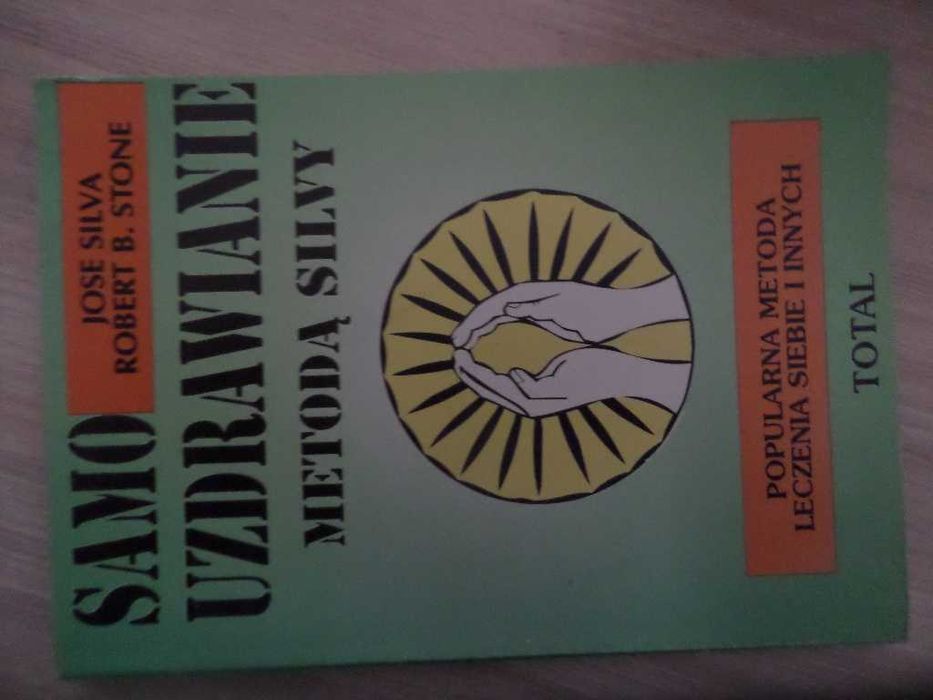 JOSE SILVA
ROBERT B. STONE
SAMO
UZDRAWIANIE
METODĄ SILVY
POPULARNA METODA
LECZENIA SIEBIE I INNYCH
TOTAL